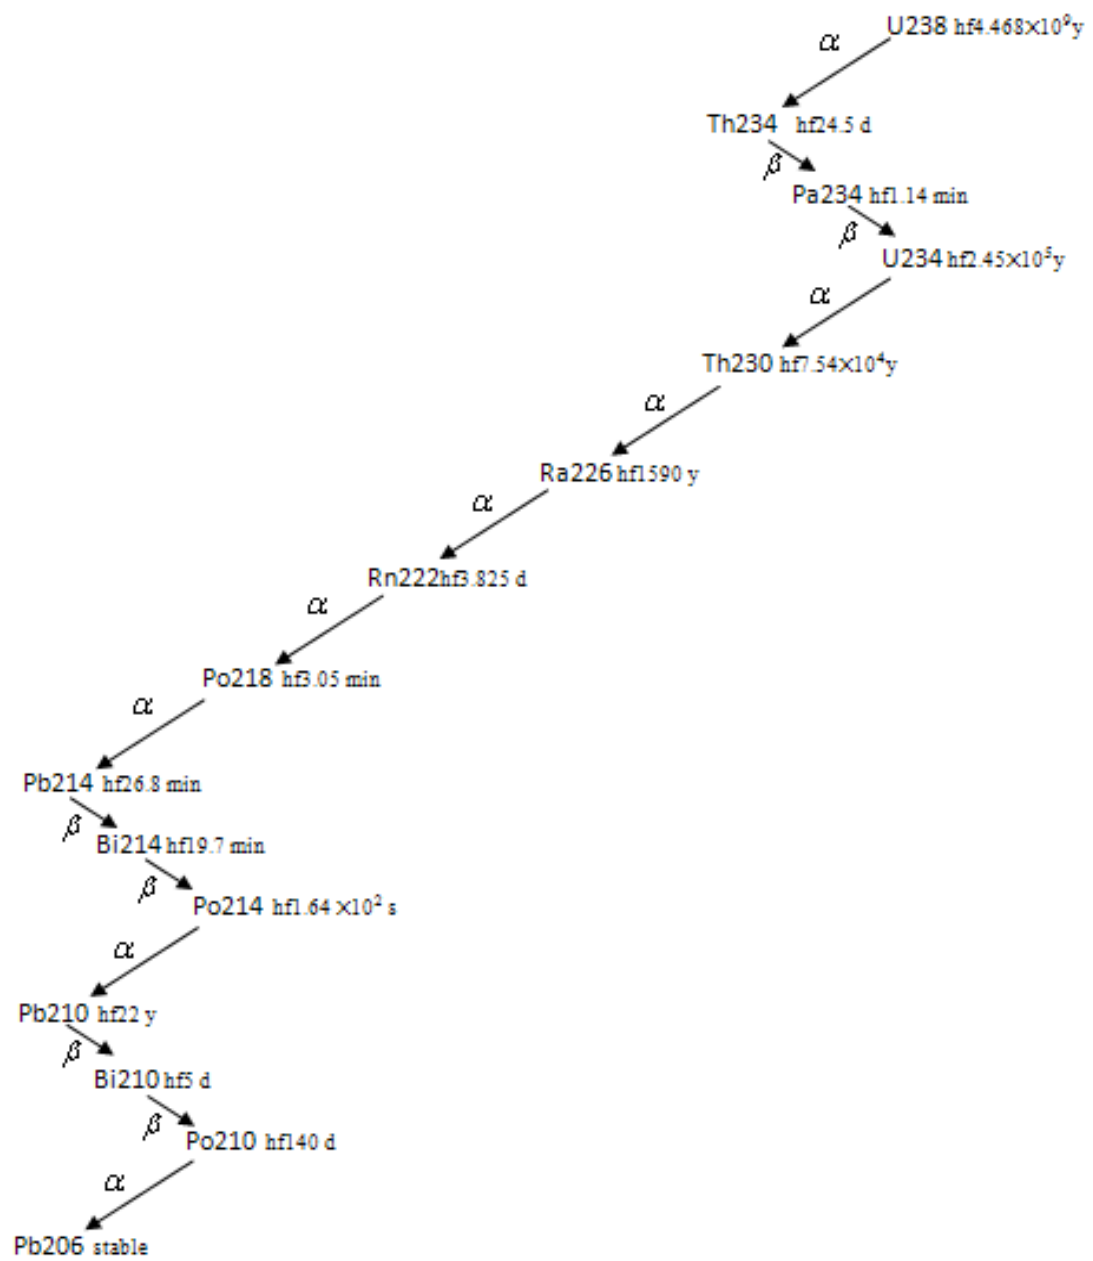 U238 hf4.468×10⁹y
α
Th234 hf24.5 d
β
Pa234 hf1.14 min
β
U234 hf2.45×10⁵y
α
Th230 hf7.54×10⁴y
α
Ra226 hf1590 y
α
Rn222hf3.825 d
α
Po218 hf3.05 min
α
Pb214 hf26.8 min
β
Bi214 hf19.7 min
β
Po214 hf1.64 ×10² s
α
Pb210 hf22 y
β
Bi210 hf5 d
β
Po210 hf140 d
α
Pb206 stable